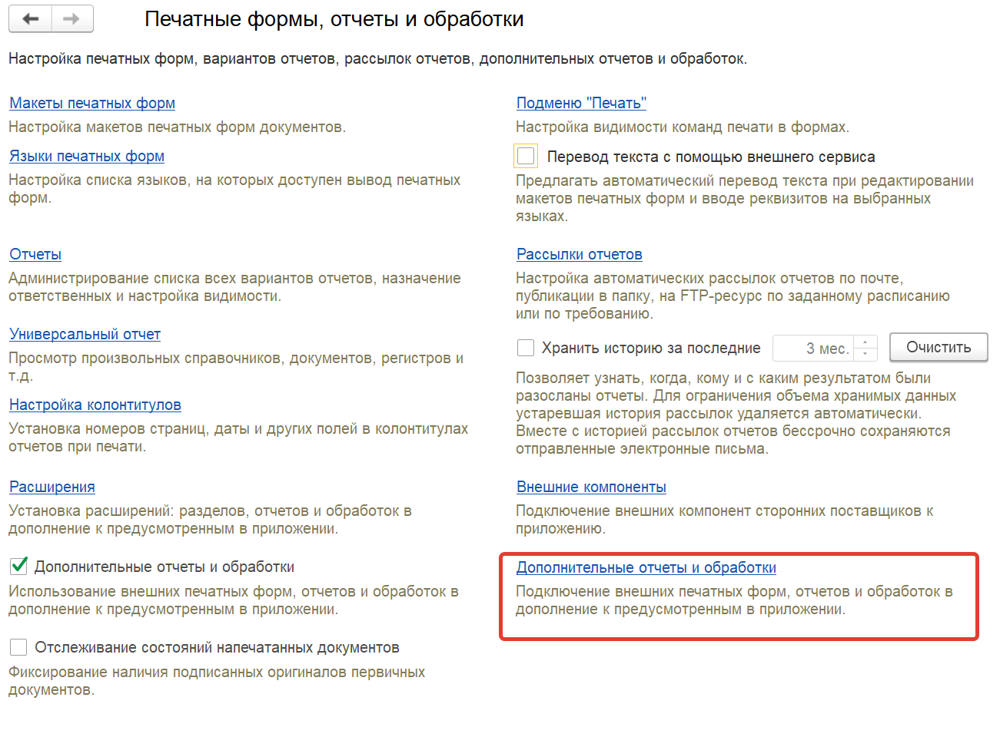 Печатные формы, отчеты и обработки
Настройка печатных форм, вариантов отчетов, рассылок отчетов, дополнительных отчетов и обработок.
Макеты печатных форм
Настройка макетов печатных форм документов.
Языки печатных форм
Настройка списка языков, на которых доступен вывод печатных
форм.
Подменю "Печать"
Настройка видимости команд печати в формах.
Перевод текста с помощью внешнего сервиса
Предлагать автоматический перевод текста при редактировании
макетов печатных форм и вводе реквизитов на выбранных
языках.
Отчеты
Администрирование списка всех вариантов отчетов, назначение
ответственных и настройка видимости.
Универсальный отчет
Просмотр произвольных справочников, документов, регистров и
т.д.
Настройка колонтитулов
Установка номеров страниц, даты и других полей в колонтитулах
отчетов при печати.
Рассылки отчетов
Настройка автоматических рассылок отчетов по почте,
публикации в папку, на FTP-ресурс по заданному расписанию
или по требованию.
Хранить историю за последние 3 мес. Очистить
Позволяет узнать, когда, кому и с каким результатом были
разосланы отчеты. Для ограничения объема хранимых данных
устаревшая история рассылок удаляется автоматически.
Вместе с историей рассылок отчетов бессрочно сохраняются
отправленные электронные письма.
Расширения
Установка расширений: разделов, отчетов и обработок в
дополнение к предусмотренным в приложении.
Внешние компоненты
Подключение внешних компонент сторонних поставщиков к
приложению.
Дополнительные отчеты и обработки
Использование внешних печатных форм, отчетов и обработок в
дополнение к предусмотренным в приложении.
Дополнительные отчеты и обработки
Подключение внешних печатных форм, отчетов и обработок в
дополнение к предусмотренным в приложении.
Отслеживание состояний напечатанных документов
Фиксирование наличия подписанных оригиналов первичных
документов.